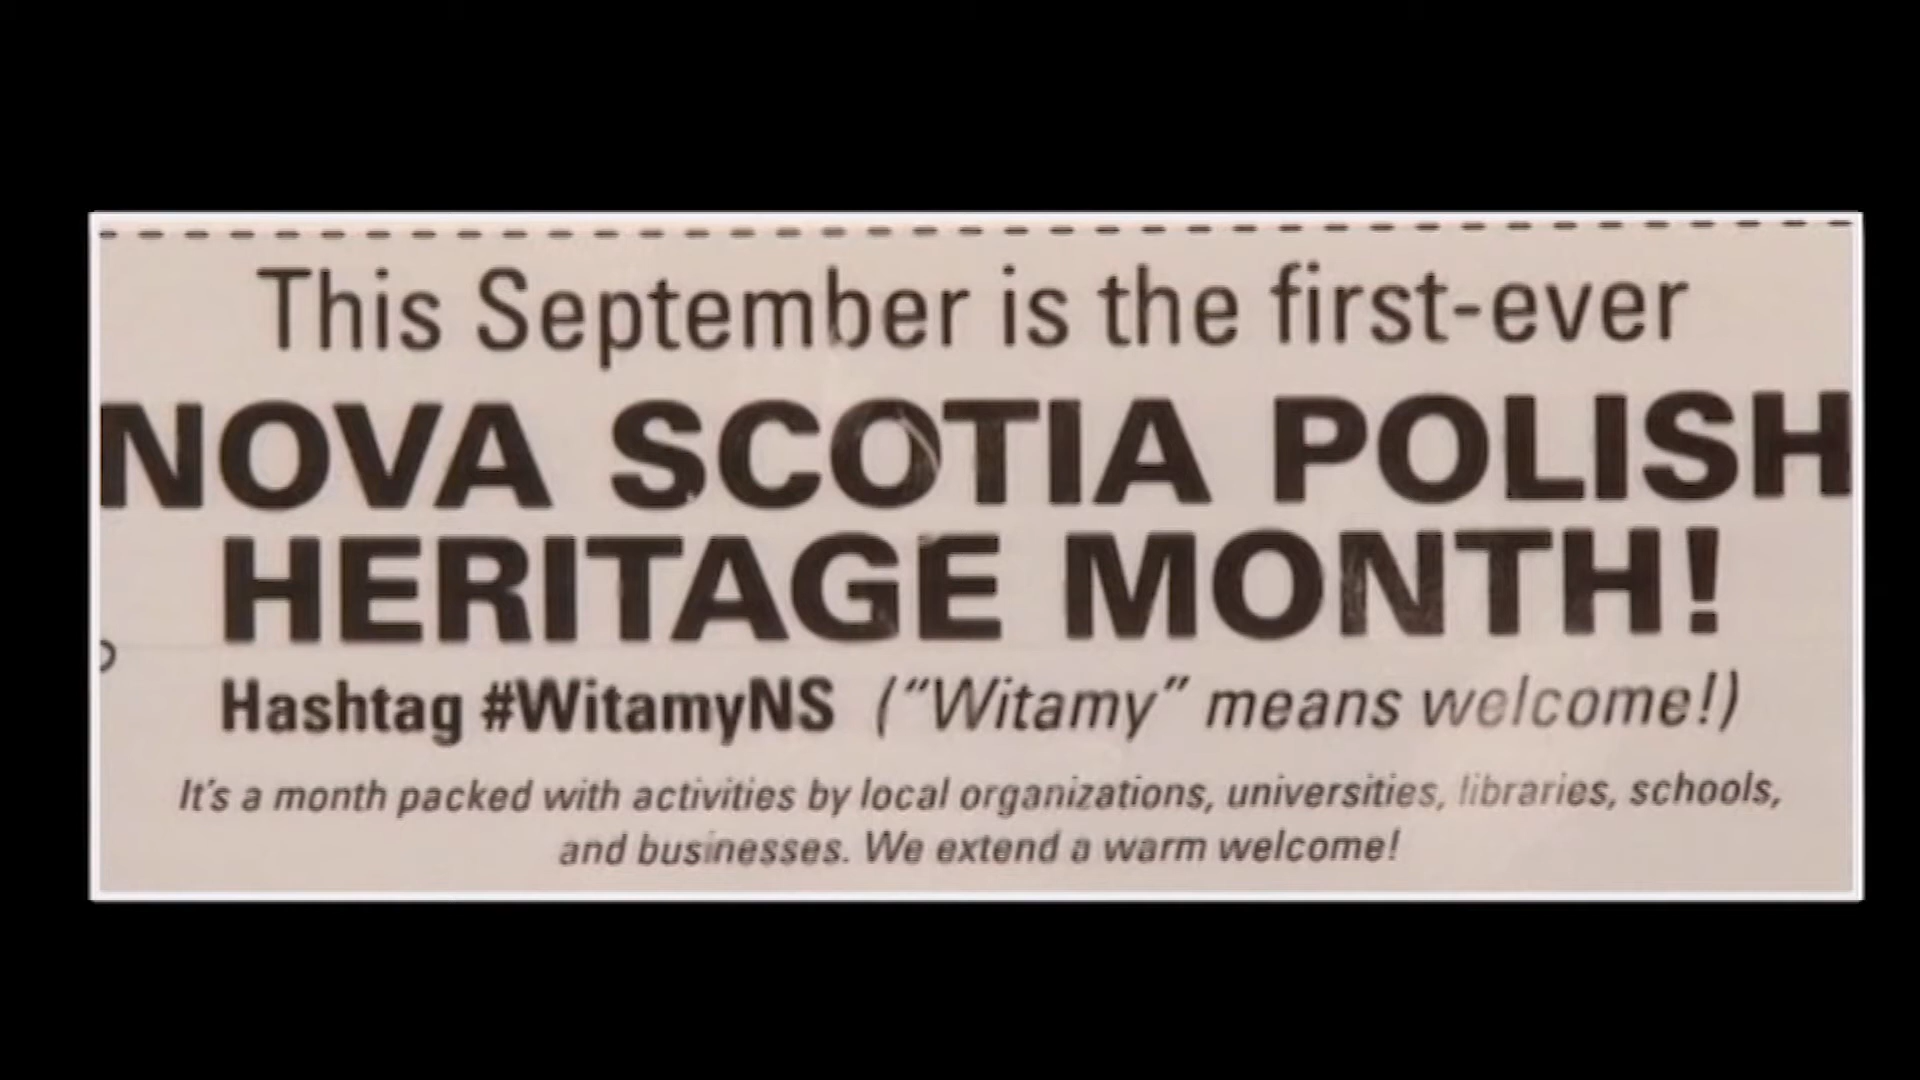 This September is the first-ever
NOVA SCOTIA POLISH
HERITAGE MONTH!
Hashtag #WitamyNS ("Witamy" means welcome!)
It's a month packed with activities by local organizations, universities, libraries, schools,
and businesses. We extend a warm welcome!